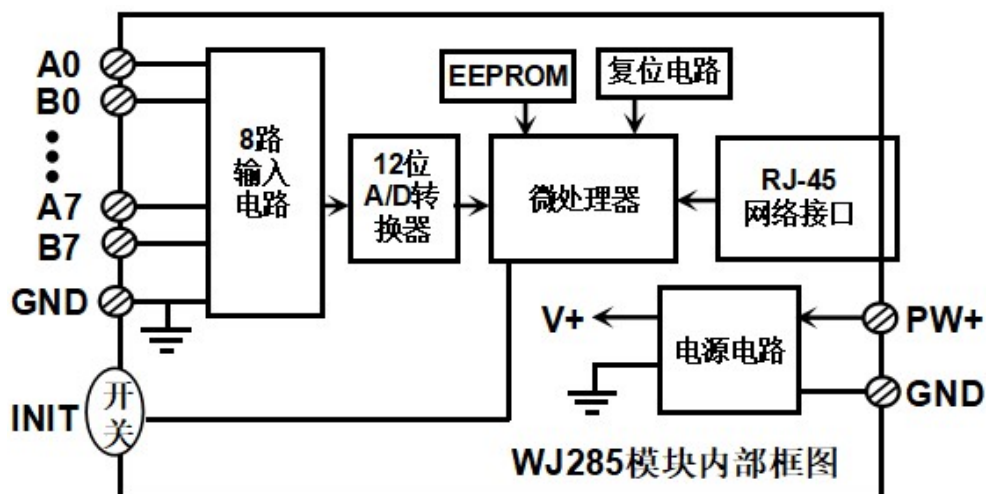 A0
B0
A7
B7
GND
INIT
开
关
8路
输入
电路
12位
A/D转
换器
EEPROM
复位电路
微处理器
RJ-45
网络接口
V+
电源电路
PW+
GND
WJ285模块内部框图